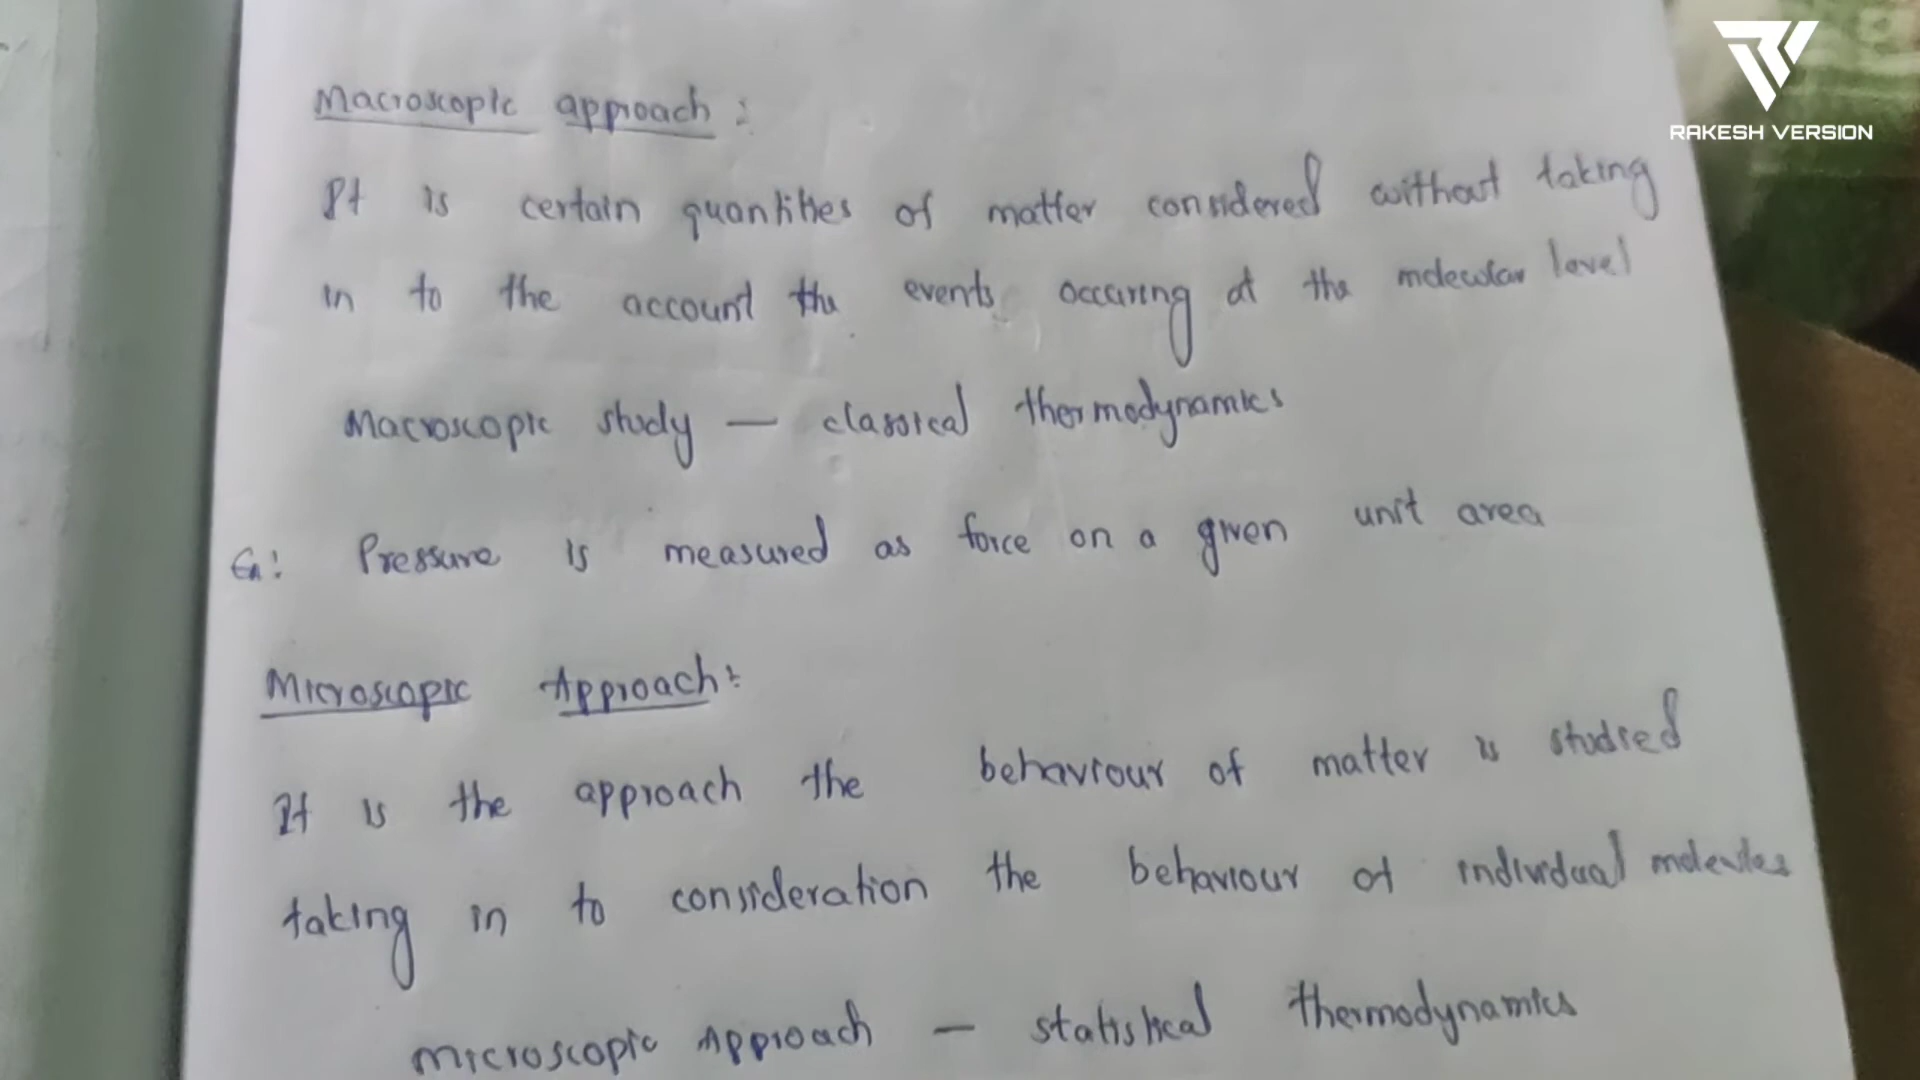 RAKESH VERSION
Macroscopic approach :
It is certain quantities of matter considered without taking
in to the account the events occuring at the molecular level
Macroscopic study — classical thermodynamics
Ex: Pressure is measured as force on a given unit area
Microscopic Approach:
It is the approach the behaviour of matter is studied
taking in to consideration the behaviour of individual molecules
microscopic Approach — statistical thermodynamics